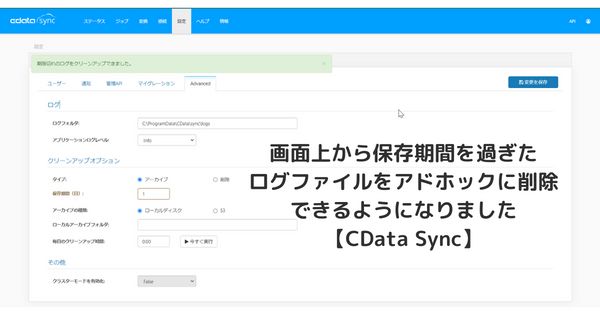 cdata/sync
ステータス ジョブ 変換 接続 設定 ヘルプ 情報 API
設定
期限切れのログをクリーンアップできました。 ×
ユーザー 通知 管理API マイグレーション Advanced 変更を保存
ログ
ログフォルダ: C:\ProgramData\CData\sync\logs
アプリケーションログレベル: Info
クリーンアップオプション
タイプ: アーカイブ 削除
保存期間（日）: 1
アーカイブの種類: ローカルディスク S3
ローカルアーカイブフォルダ:
毎日のクリーンアップ時間: 0:00 今すぐ実行
その他
クラスターモードを有効化: False
画面上から保存期間を過ぎた
ログファイルをアドホックに削除
できるようになりました
【CData Sync】